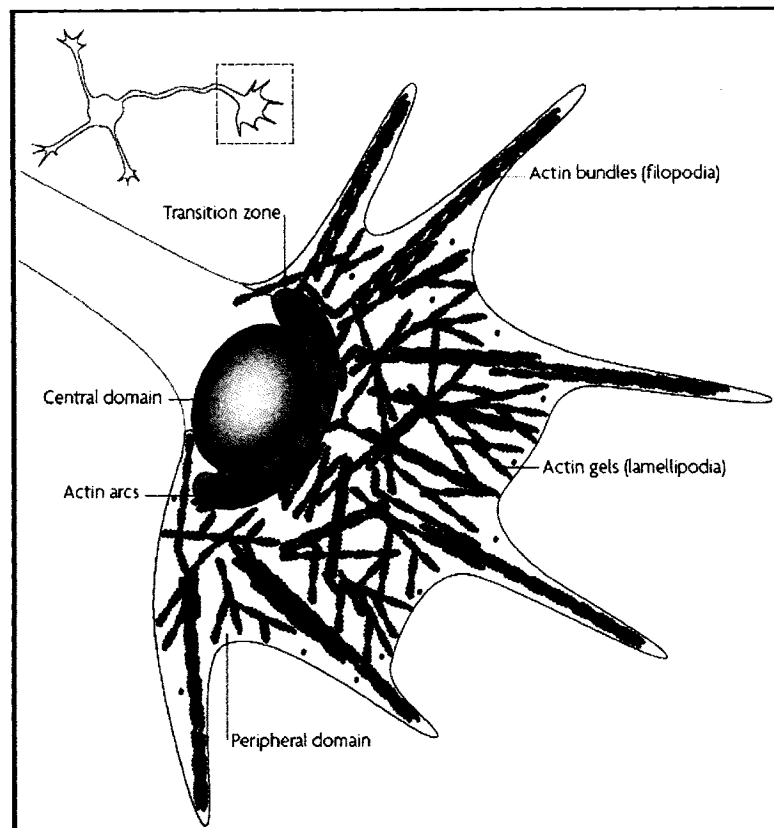 Actin bundles (filopodia)
Transition zone
Central domain
Actin gels (lamellipodia)
Actin arcs
Peripheral domain